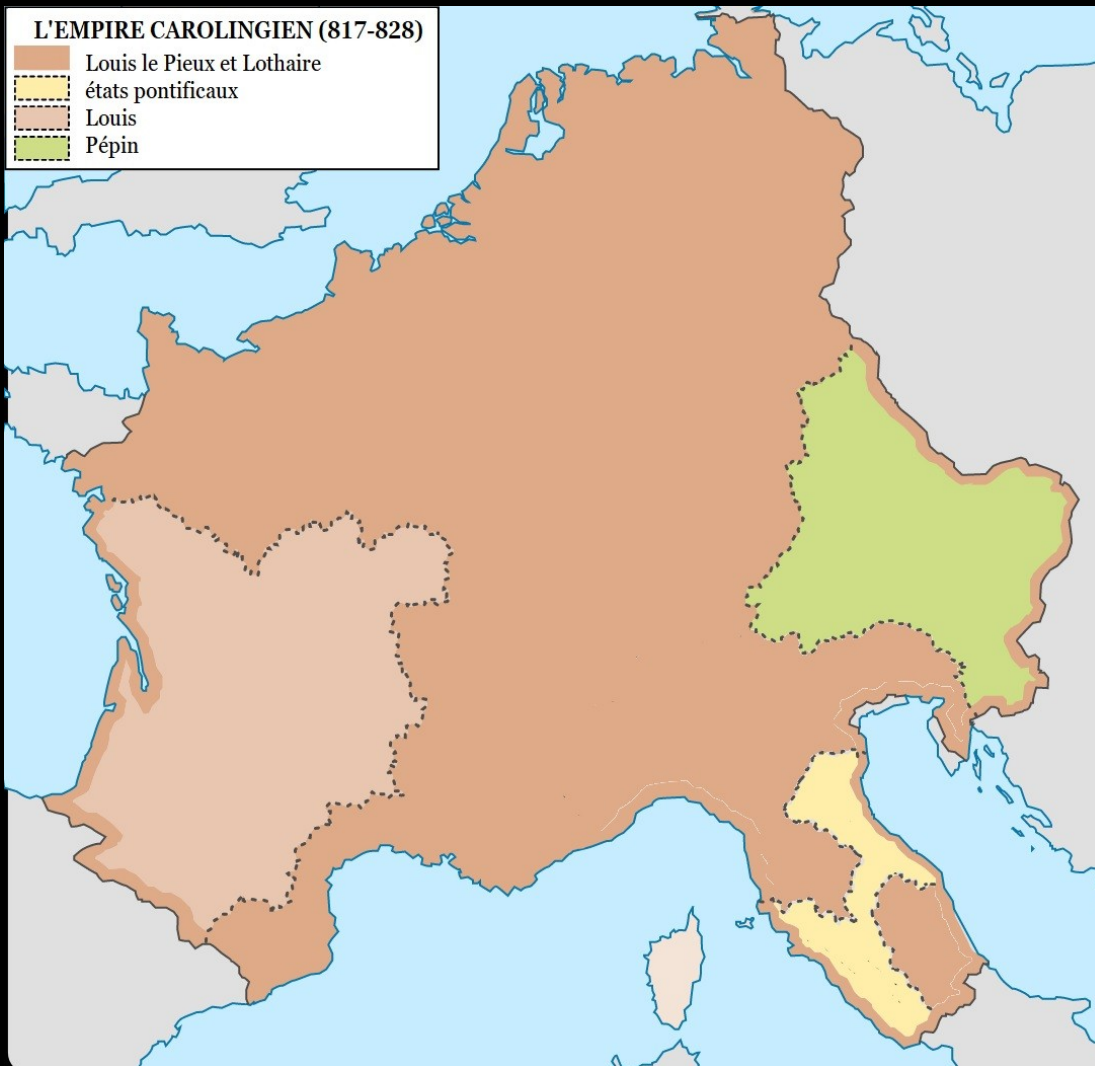 L'EMPIRE CAROLINGIEN (817-828)
Louis le Pieux et Lothaire
états pontificaux
Louis
Pépin